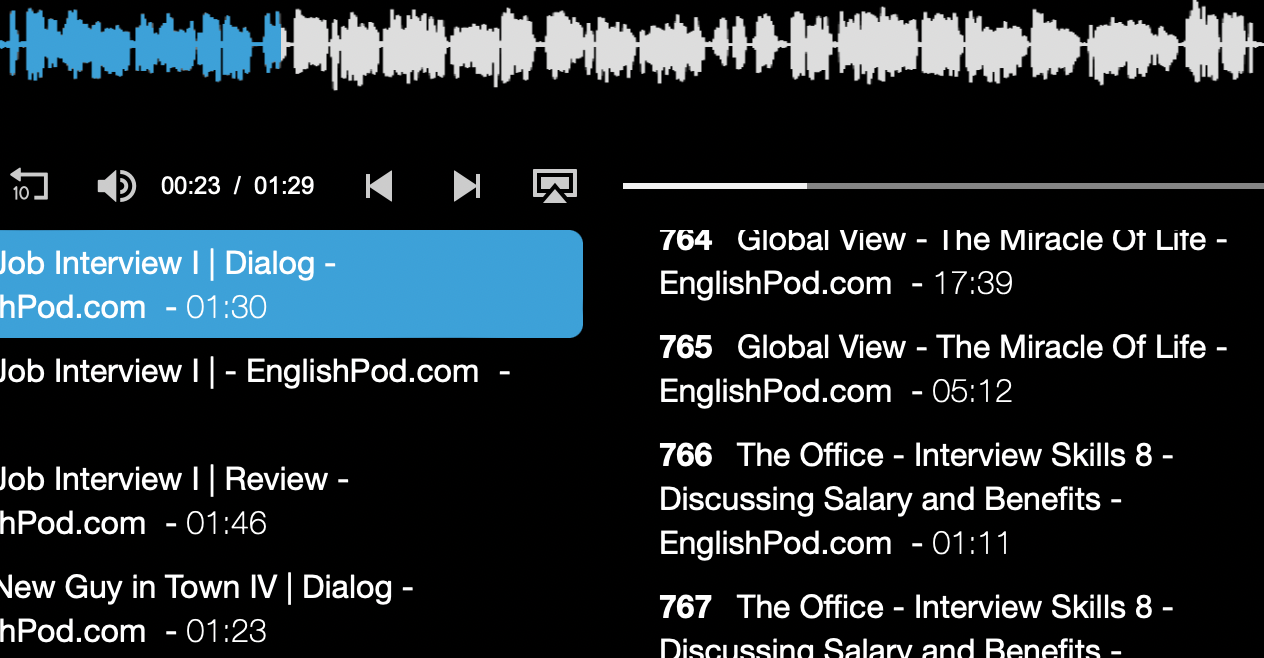 10
00:23 / 01:29
Job Interview I | Dialog -
hPod.com - 01:30
Job Interview I | - EnglishPod.com -
Job Interview I | Review -
hPod.com - 01:46
New Guy in Town IV | Dialog -
hPod.com - 01:23
764 Global View - The Miracle Of Life -
EnglishPod.com - 17:39
765 Global View - The Miracle Of Life -
EnglishPod.com - 05:12
766 The Office - Interview Skills 8 -
Discussing Salary and Benefits -
EnglishPod.com - 01:11
767 The Office - Interview Skills 8 -
Discussing Salary and Benefits -